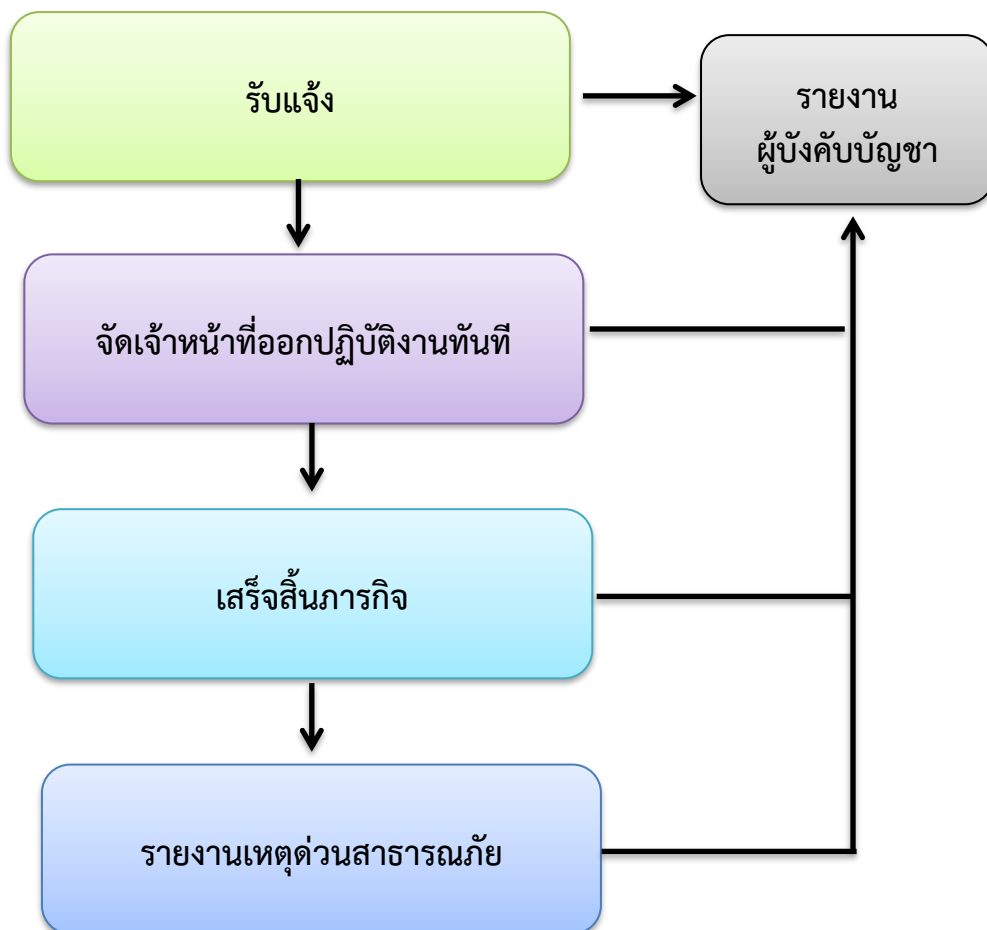 รับแจ้ง
รายงาน
ผู้บังคับบัญชา
จัดเจ้าหน้าที่ออกปฏิบัติงานทันที
เสร็จสิ้นภารกิจ
รายงานเหตุด่วนสาธารณภัย